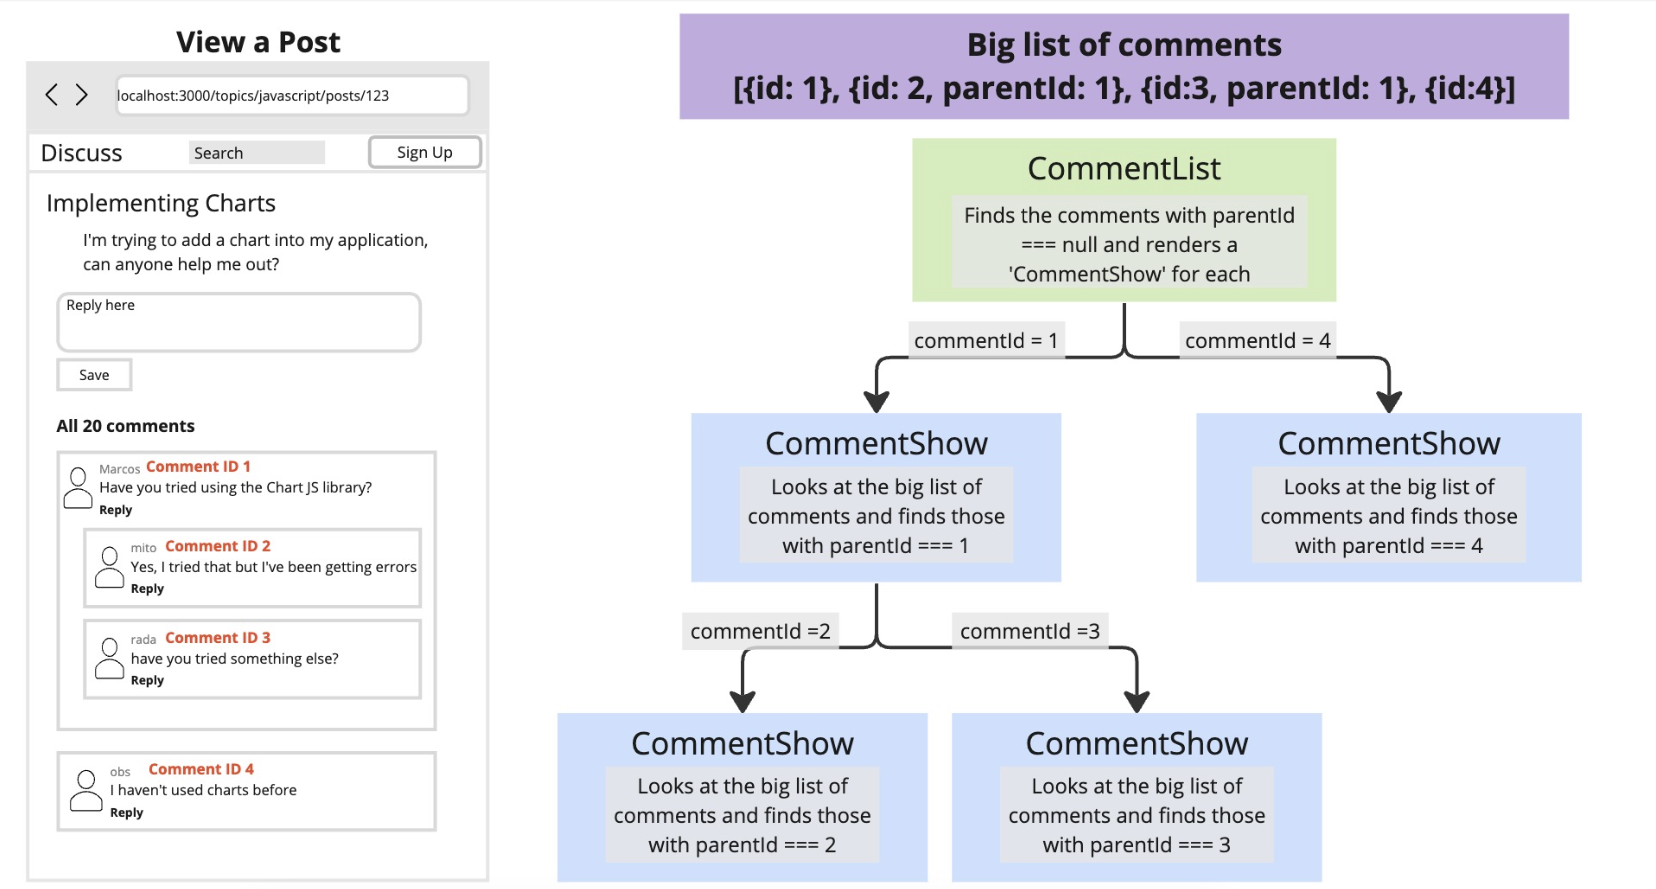 View a Post
localhost:3000/topics/javascript/posts/123
Discuss
Search
Sign Up
Implementing Charts
I'm trying to add a chart into my application,
can anyone help me out?
Reply here
Save
All 20 comments
Marcos Comment ID 1
Have you tried using the Chart JS library?
Reply
mito Comment ID 2
Yes, I tried that but I've been getting errors
Reply
rada Comment ID 3
have you tried something else?
Reply
obs Comment ID 4
I haven't used charts before
Reply
Big list of comments
[{id: 1}, {id: 2, parentId: 1}, {id:3, parentId: 1}, {id:4}]
CommentList
Finds the comments with parentId
=== null and renders a
'CommentShow' for each
commentId = 1
commentId = 4
CommentShow
Looks at the big list of
comments and finds those
with parentId === 1
CommentShow
Looks at the big list of
comments and finds those
with parentId === 4
commentId =2
commentId =3
CommentShow
Looks at the big list of
comments and finds those
with parentId === 2
CommentShow
Looks at the big list of
comments and finds those
with parentId === 3